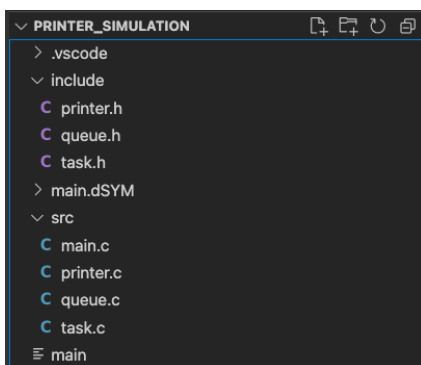 PRINTER_SIMULATION
.vscode
include
C printer.h
C queue.h
C task.h
main.dSYM
src
C main.c
C printer.c
C queue.c
C task.c
main